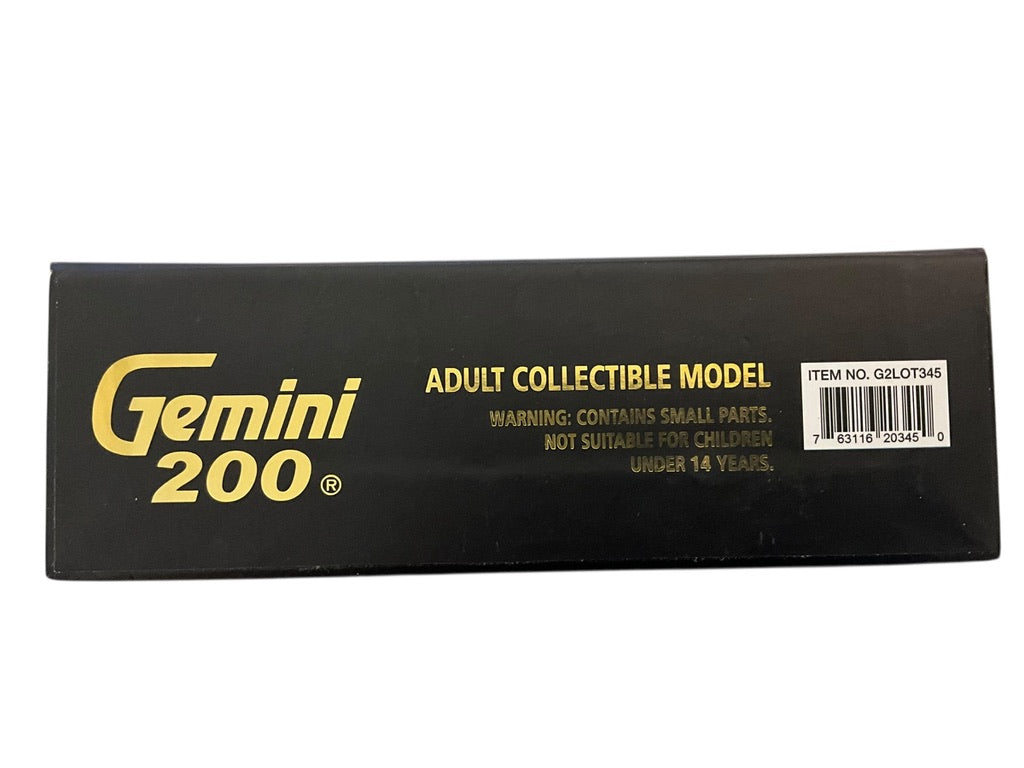 Gemini
200®
ADULT COLLECTIBLE MODEL
WARNING: CONTAINS SMALL PARTS.
NOT SUITABLE FOR CHILDREN
UNDER 14 YEARS.
ITEM NO. G2LOT345
7 63116 20345 0